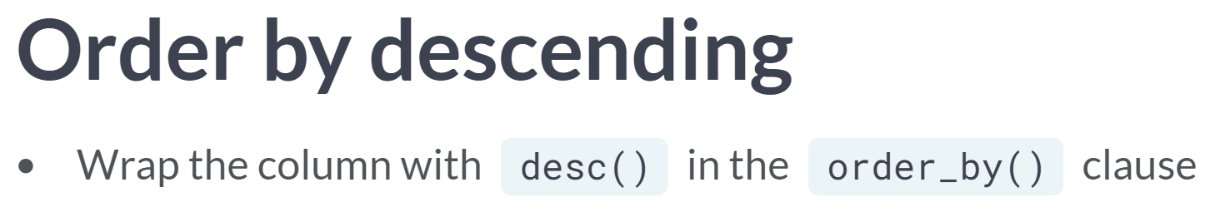 Order by descending
• Wrap the column with desc() in the order_by() clause